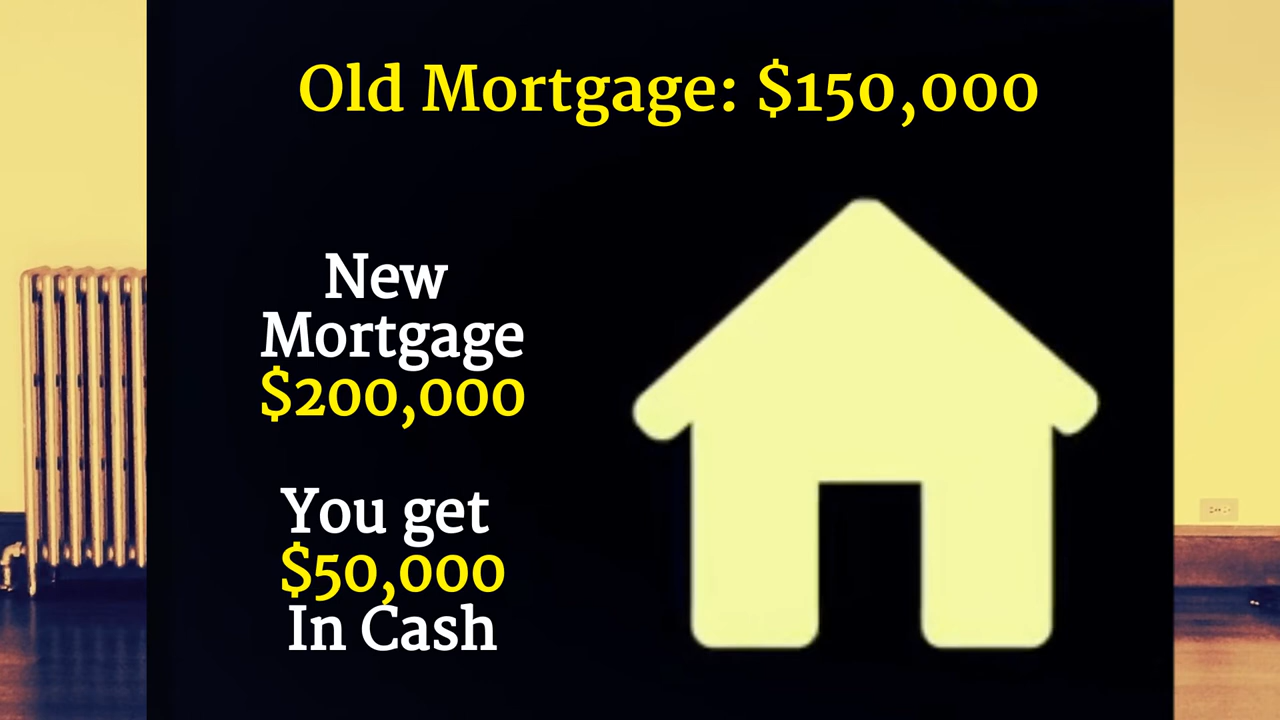 Old Mortgage: $150,000
New
Mortgage
$200,000
You get
$50,000
In Cash